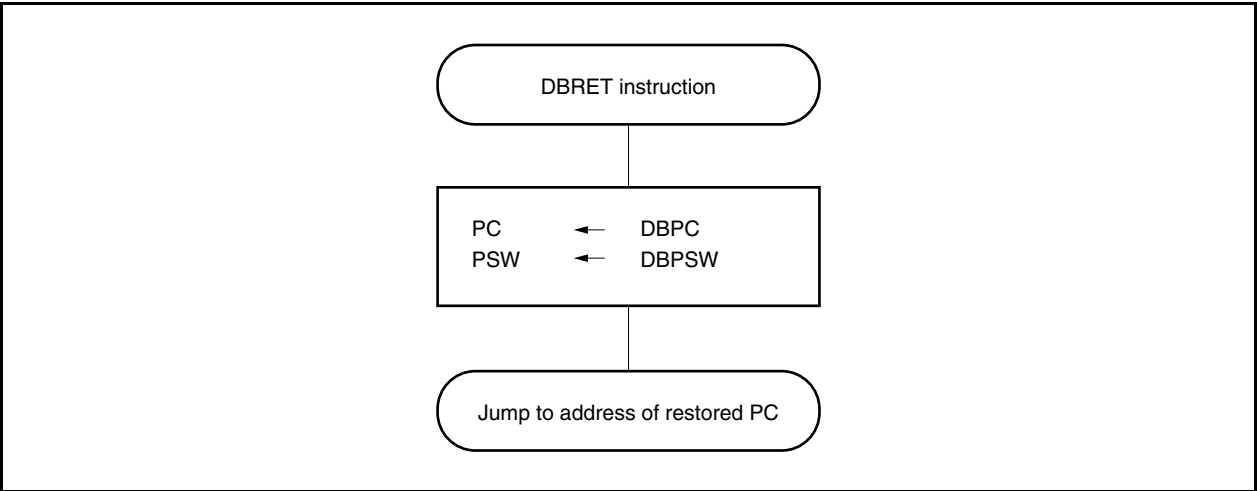 DBRET instruction
PC ← DBPC
PSW ← DBPSW
Jump to address of restored PC